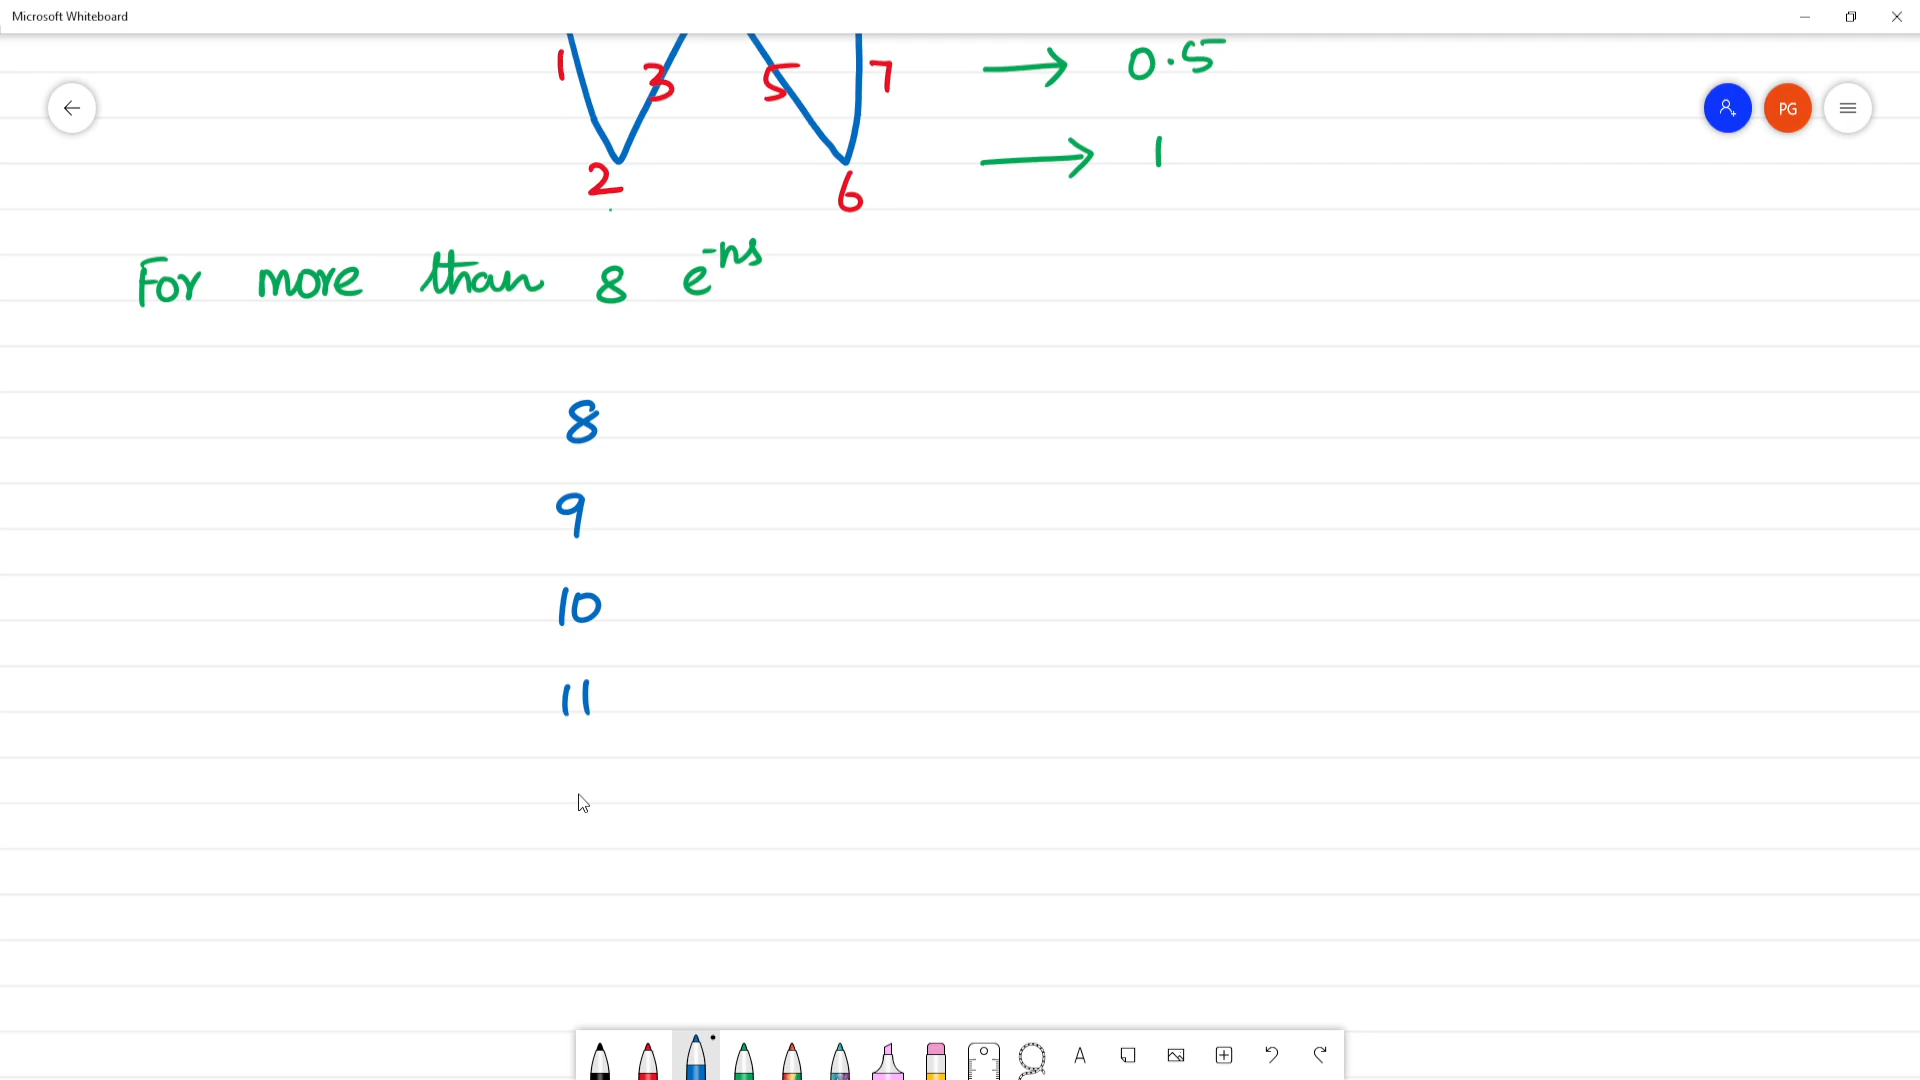 Microsoft Whiteboard
1 3 5 7 → 0.5
→ 1
2 6
PG
For more than 8 e⁻ns
8
9
10
11
A